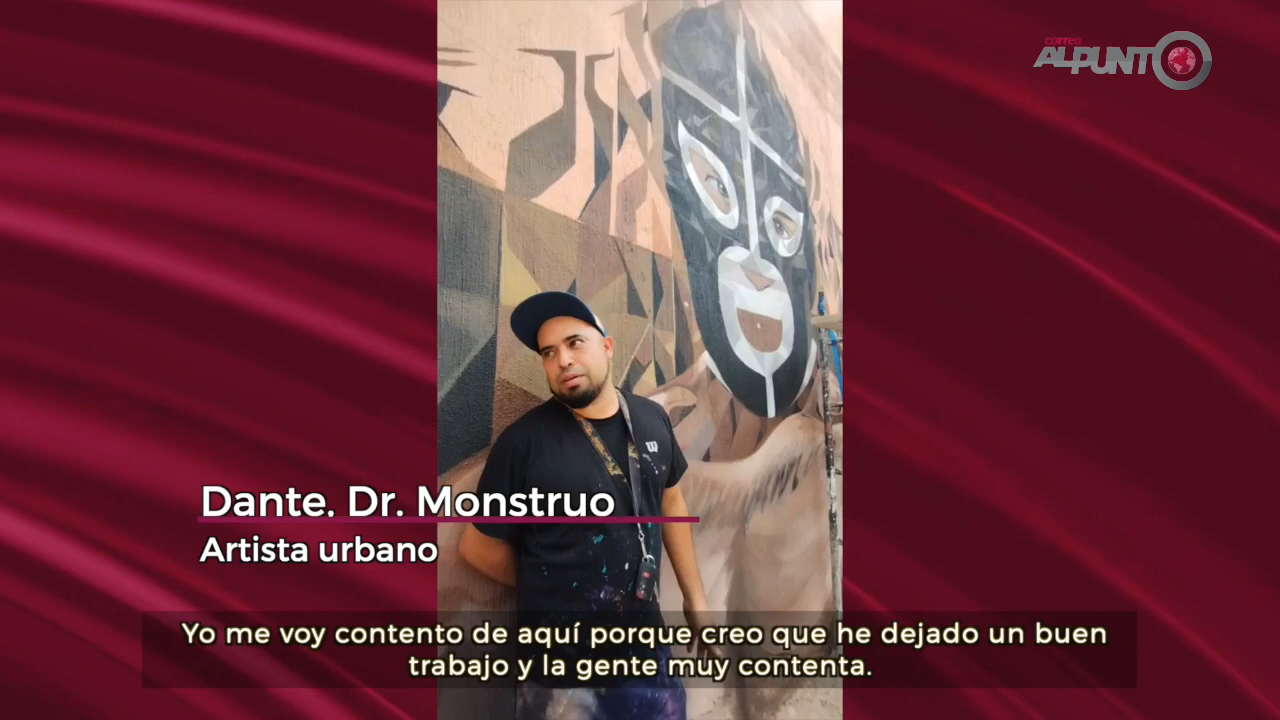 correo
ALPUNTO
Dante. Dr. Monstruo
Artista urbano
W
Yo me voy contento de aquí porque creo que he dejado un buen
trabajo y la gente muy contenta.